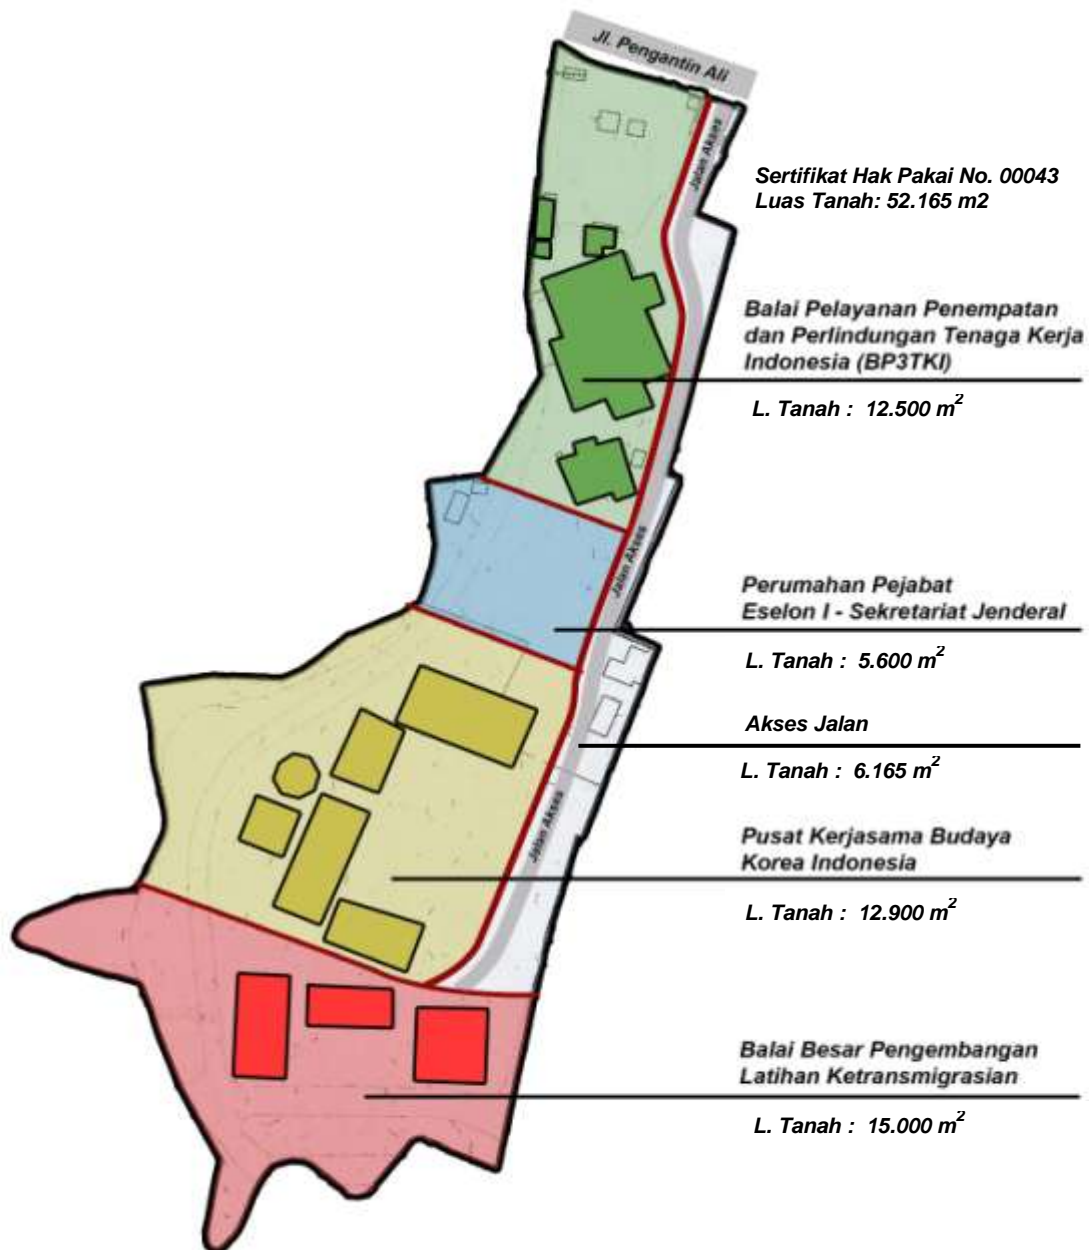 Jl. Pengantin Ali
Jalan Akses
Sertifikat Hak Pakai No. 00043
Luas Tanah: 52.165 m2
Balai Pelayanan Penempatan
dan Perlindungan Tenaga Kerja
Indonesia (BP3TKI)
L. Tanah : 12.500 m²
Jalan Akses
Perumahan Pejabat
Eselon I - Sekretariat Jenderal
L. Tanah : 5.600 m²
Akses Jalan
L. Tanah : 6.165 m²
Jalan Akses
Pusat Kerjasama Budaya
Korea Indonesia
L. Tanah : 12.900 m²
Balai Besar Pengembangan
Latihan Ketransmigrasian
L. Tanah : 15.000 m²